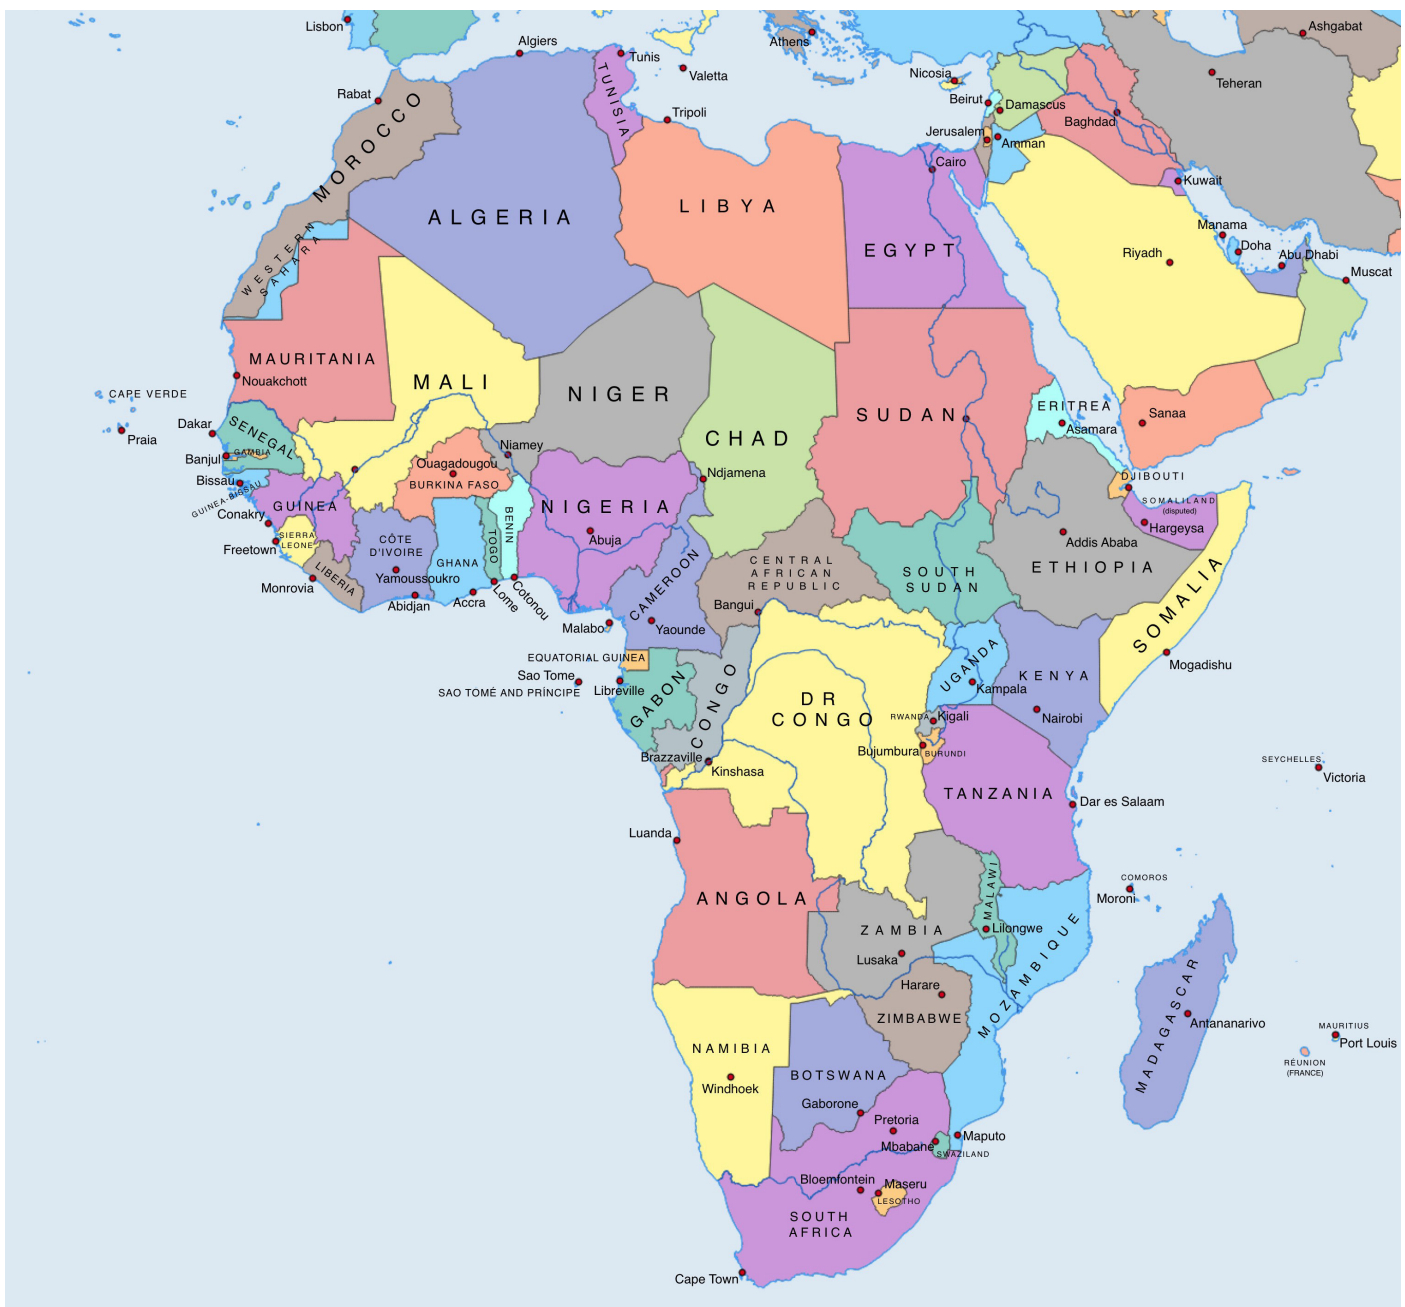 Lisbon
Algiers
Tunis
Athens
Valetta
Nicosia
Ashgabat
Teheran
Rabat
Tripoli
Beirut
Damascus
Baghdad
Jerusalem
Amman
Cairo
Kuwait
Manama
Doha
Abu Dhabi
Riyadh
Muscat
MOROCCO
TUNISIA
ALGERIA
LIBYA
EGYPT
WESTERN
SAHARA
MAURITANIA
Nouakchott
MALI
NIGER
CHAD
SUDAN
ERITREA
Asamara
Sanaa
CAPE VERDE
Praia
Dakar
SENEGAL
Banjul
GAMBIA
Bissau
GUINEA-BISSAU
GUINEA
Conakry
SIERRA
LEONE
Freetown
LIBERIA
Monrovia
CÔTE
D'IVOIRE
Yamoussoukro
Abidjan
Ouagadougou
BURKINA FASO
GHANA
Accra
TOGO
Lome
BENIN
Cotonou
Niamey
NIGERIA
Abuja
Ndjamena
CAMEROON
Yaounde
CENTRAL
AFRICAN
REPUBLIC
Bangui
SOUTH
SUDAN
DJIBOUTI
SOMALILAND
(disputed)
Hargeysa
Addis Ababa
ETHIOPIA
SOMALIA
Mogadishu
Malabo
EQUATORIAL GUINEA
Sao Tome
SAO TOMÉ AND PRÍNCIPE
Libreville
GABON
CONGO
Brazzaville
Kinshasa
DR
CONGO
UGANDA
Kampala
KENYA
Nairobi
RWANDA
Kigali
Bujumbura
BURUNDI
TANZANIA
Dar es Salaam
SEYCHELLES
Victoria
Luanda
ANGOLA
ZAMBIA
Lusaka
MALAWI
Lilongwe
COMOROS
Moroni
MOZAMBIQUE
Harare
ZIMBABWE
MADAGASCAR
Antananarivo
MAURITIUS
Port Louis
RÉUNION
(FRANCE)
NAMIBIA
Windhoek
BOTSWANA
Gaborone
Pretoria
Mbabane
SWAZILAND
Maputo
Bloemfontein
Maseru
LESOTHO
SOUTH
AFRICA
Cape Town